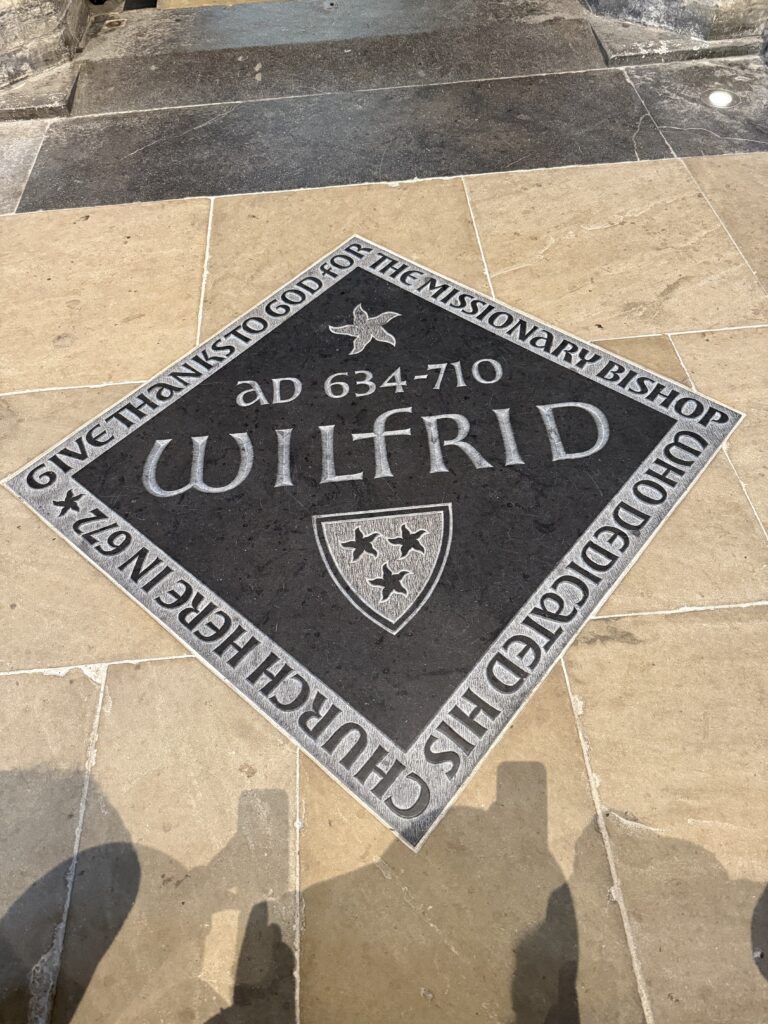 GIVE THANKS TO GOD FOR
THE MISSIONARY BISHOP
WHO DEDICATED HIS
CHURCH HERE IN 672
AD 634-710
WILFRID